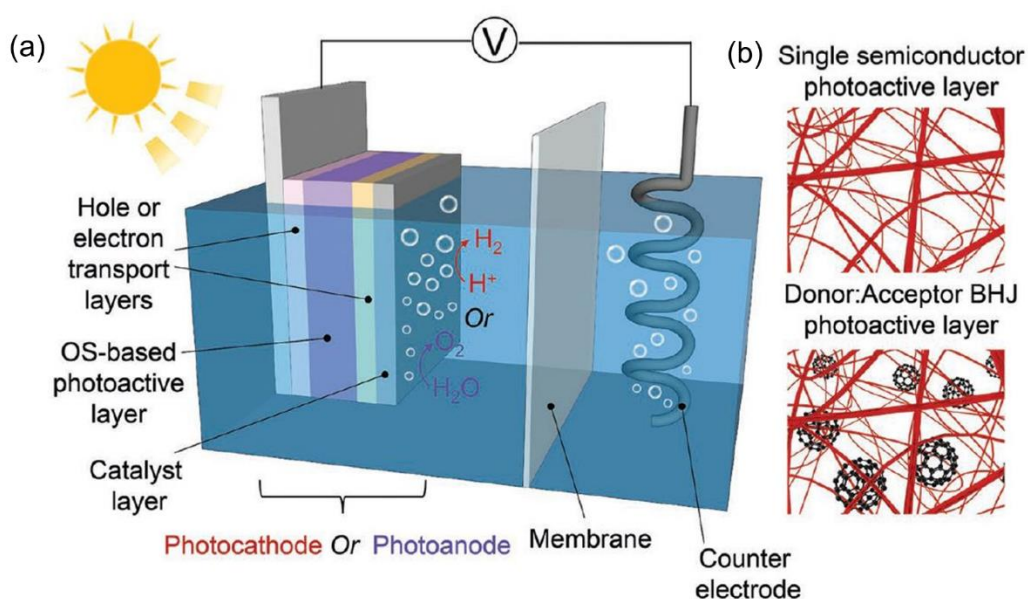 (a)
V
(b)
Single semiconductor
photoactive layer
Hole or
electron
transport
layers
H₂
H⁺
Or
O₂
H₂O
OS-based
photoactive
layer
Catalyst
layer
Photocathode Or Photoanode
Membrane
Counter
electrode
Donor:Acceptor BHJ
photoactive layer